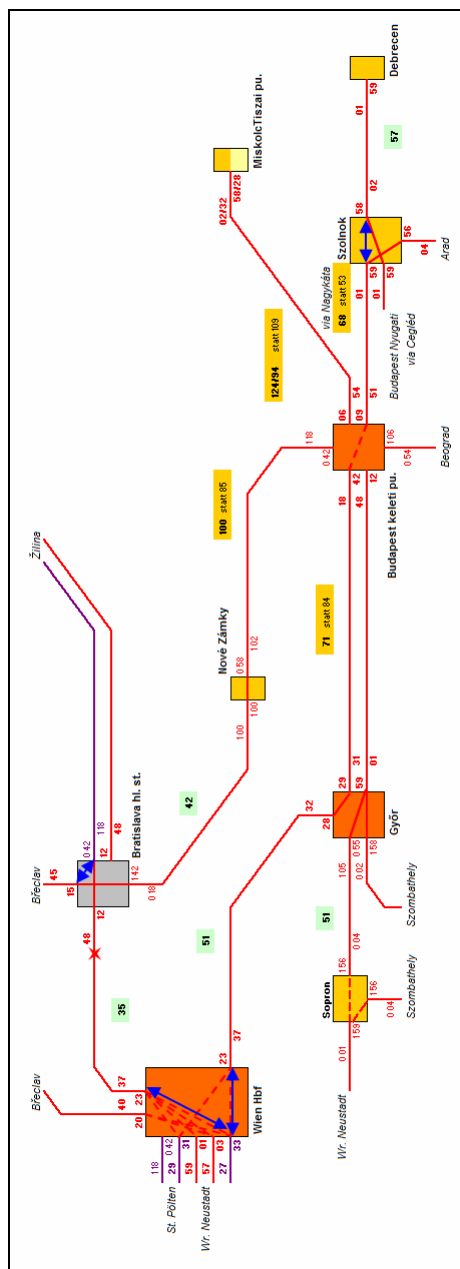 Debrecen
59
01
57
02
58
Szolnok
56
04
Arad
59
01
59
01
via Nagykáta
68 statt 53
Budapest Nyugati
via Cegléd
MiskolcTiszai pu.
58/28
02/32
124/94 statt 109
54
51
06
09
118
0 42
106
0 54
Beograd
18
42
48
12
Budapest keleti pu.
100 statt 85
71 statt 84
Nové Zámky
0 58
102
100
100
Žilina
Bratislava hl. st.
0 42
118
48
12
142
0 18
Břeclav
45
15
12
48
42
31
01
29
59
32
28
Győr
0 55
158
105
0 02
Szombathely
51
51
0 04
156
Sopron
156
0 04
159
Szombathely
0 01
Wr. Neustadt
35
37
23
Břeclav
40
20
37
23
Wien Hbf
118
0 42
29
31
59
01
57
03
27
33
St. Pölten
Wr. Neustadt